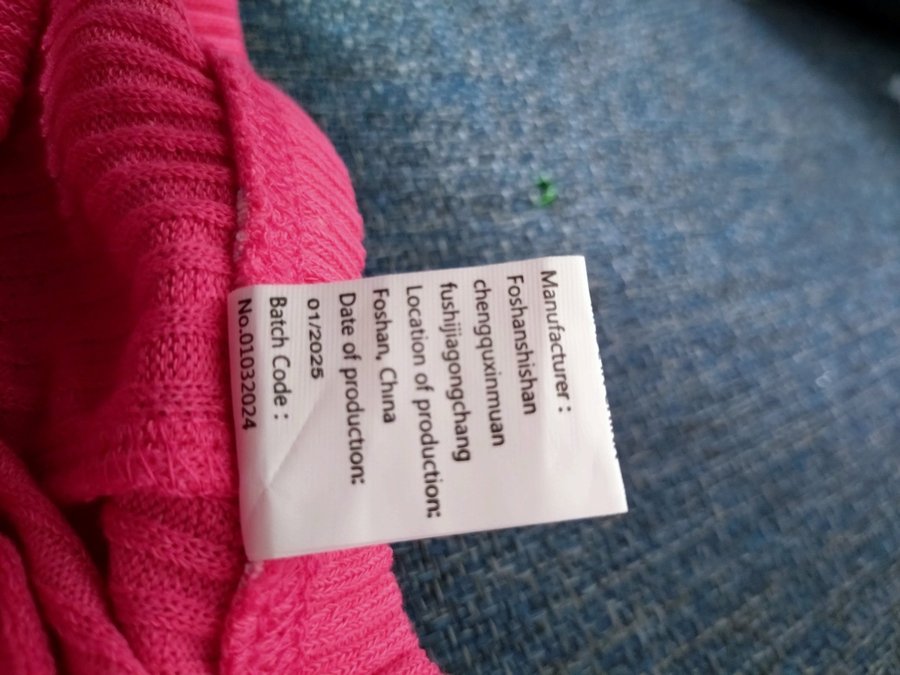 Manufacturer :
Foshanshishan
chengquxinmuan
fushijiagongchang
Location of production:
Foshan, China
Date of production:
01/2025
Batch Code :
No.01032024